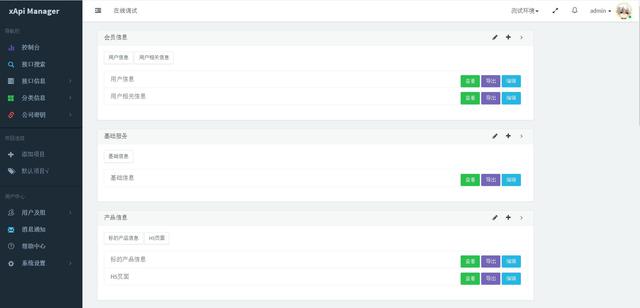 xApi Manager
在线调试
测试环境
admin
导航栏
控制台
接口搜索
接口信息
分类信息
公司密钥
项目连接
添加项目
默认项目√
用户中心
用户及组
消息通知
帮助中心
系统设置
会员信息
用户信息 用户相关信息
用户信息 查看 导出 编辑
用户相关信息 查看 导出 编辑
基础服务
基础信息
基础信息 查看 导出 编辑
产品信息
标的产品信息 H5页面
标的产品信息 查看 导出 编辑
H5页面 查看 导出 编辑